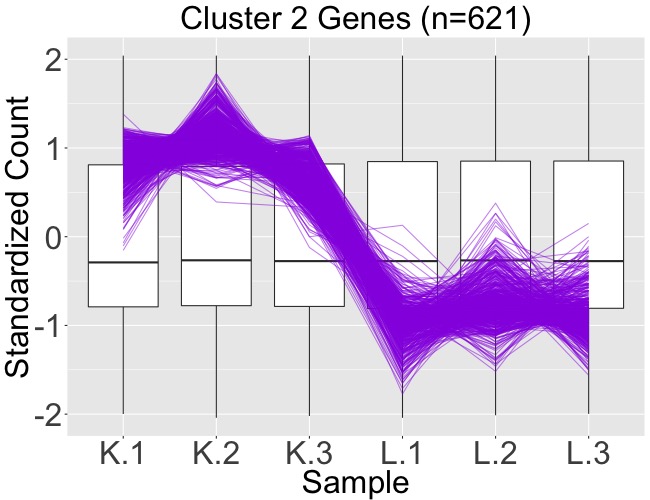 Cluster 2 Genes (n=621)
Standardized Count
2
1
0
-1
-2
K.1 K.2 K.3 L.1 L.2 L.3
Sample